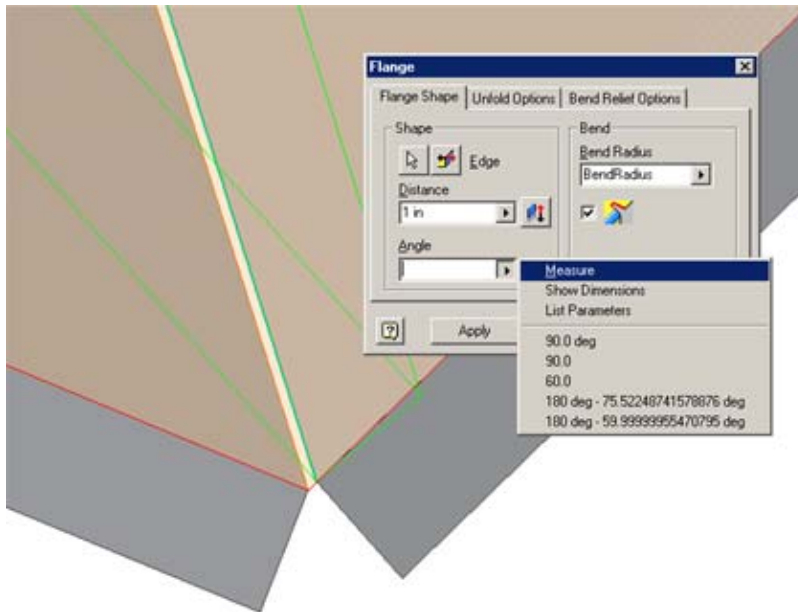 Flange
Flange Shape Unfold Options Bend Relief Options
Shape
Edge
Distance
1 in
Angle
Bend
Bend Radius
BendRadius
Apply
Measure
Show Dimensions
List Parameters
90.0 deg
90.0
60.0
180 deg - 75.52248741578876 deg
180 deg - 59.99999955470795 deg